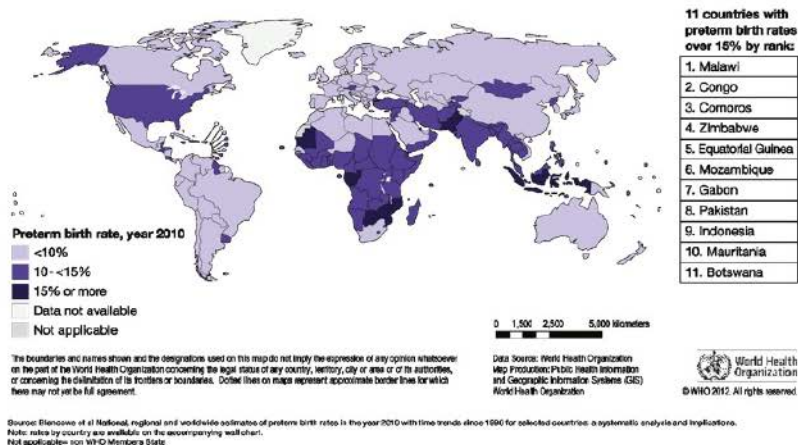 11 countries with
preterm birth rates
over 15% by rank:
1. Malawi
2. Congo
3. Comoros
4. Zimbabwe
5. Equatorial Guinea
6. Mozambique
7. Gabon
8. Pakistan
9. Indonesia
10. Mauritania
11. Botswana
Preterm birth rate, year 2010
<10%
10 - <15%
15% or more
Data not available
Not applicable
0 1,500 2,500 5,000 kilometers
The boundaries and names shown and the designations used on this map do not imply the expression of any opinion whatsoever
on the part of the World Health Organization concerning the legal status of any country, territory, city or area or of its authorities,
or concerning the delimitation of its frontiers or boundaries. Dotted lines on maps represent approximate border lines for which
there may not yet be full agreement.
Data Source: World Health Organization
Map Production: Public Health Information
and Geographic Information Systems (GIS)
World Health Organization
World Health
Organization
© WHO 2012. All rights reserved.
Source: Blencowe et al National, regional and worldwide estimates of preterm birth rates in the year 2010 with time trends since 1990 for selected countries: a systematic analysis and implications.
Note: rates by country are available on the accompanying wall chart.
Not applicable= non WHO Members State